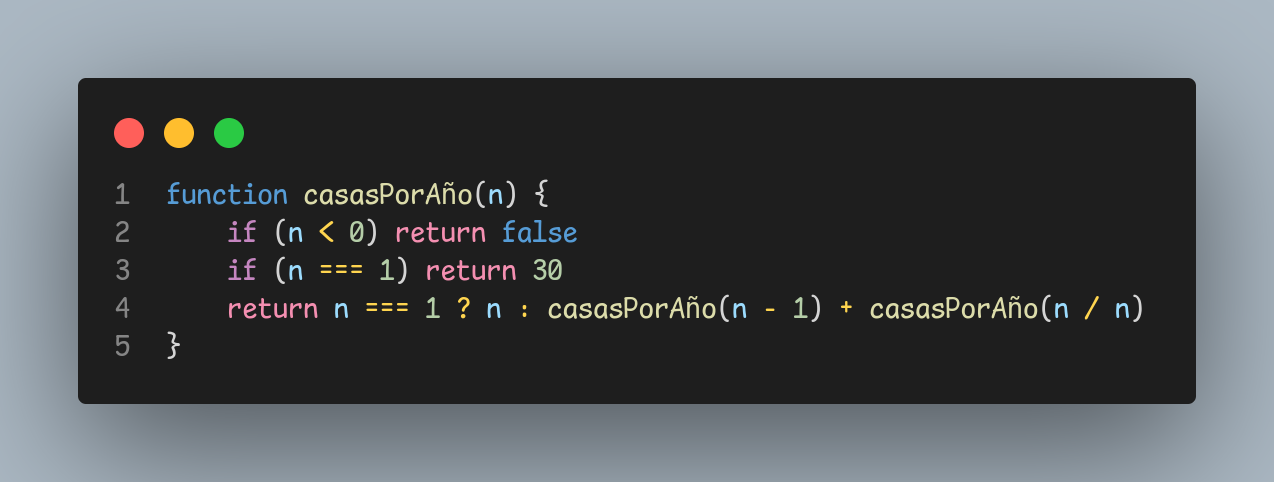 1 function casasPorAño(n) {
2 if (n < 0) return false
3 if (n === 1) return 30
4 return n === 1 ? n : casasPorAño(n - 1) + casasPorAño(n / n)
5 }